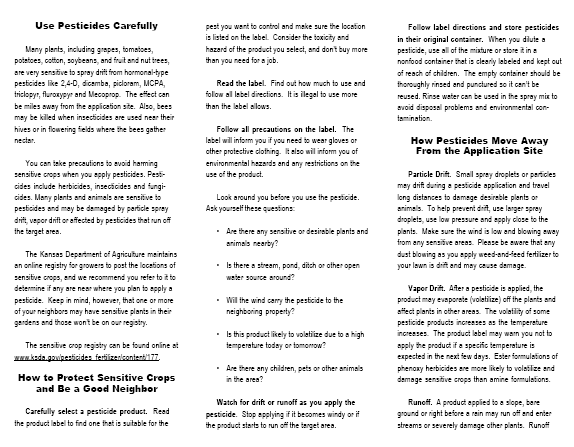 Use Pesticides Carefully
Many plants, including grapes, tomatoes,
potatoes, cotton, soybeans, and fruit and nut trees,
are very sensitive to spray drift from hormonal-type
pesticides like 2,4-D, dicamba, picloram, MCPA,
triclopyr, fluroxypyr and Mecoprop.  The effect can
be miles away from the application site.  Also, bees
may be killed when insecticides are used near their
hives or in flowering fields where the bees gather
nectar.
You can take precautions to avoid harming
sensitive crops when you apply pesticides. Pesti-
cides include herbicides, insecticides and fungi-
cides. Many plants and animals are sensitive to
pesticides and may be damaged by particle spray
drift, vapor drift or affected by pesticides that run off
the target area.
The Kansas Department of Agriculture maintains
an online registry for growers to post the locations of
sensitive crops, and we recommend you refer to it to
determine if any are near where you plan to apply a
pesticide.  Keep in mind, however, that one or more
of your neighbors may have sensitive plants in their
gardens and those won't be on our registry.
The sensitive crop registry can be found online at
www.ksda.gov/pesticides_fertilizer/content/177.
How to Protect Sensitive Crops
and Be a Good Neighbor
Carefully select a pesticide product.  Read
the product label to find one that is suitable for the
pest you want to control and make sure the location
is listed on the label.  Consider the toxicity and
hazard of the product you select, and don't buy more
than you need for a job.
Read the label.  Find out how much to use and
follow all label directions.  It is illegal to use more
than the label allows.
Follow all precautions on the label.  The
label will inform you if you need to wear gloves or
other protective clothing.  It also will inform you of
environmental hazards and any restrictions on the
use of the product.
Look around before you use the pesticide.
Ask yourself these questions:
• Are there any sensitive or desirable plants and
animals nearby?
• Is there a stream, pond, ditch or other open
water source around?
• Will the wind carry the pesticide to the
neighboring property?
• Is this product likely to volatilize due to a high
temperature today or tomorrow?
• Are there any children, pets or other animals
in the area?
Watch for drift or runoff as you apply the
pesticide.  Stop applying if it becomes windy or if
the product starts to run off the target area.
Follow label directions and store pesticides
in their original container.  When you dilute a
pesticide, use all of the mixture or store it in a
nonfood container that is clearly labeled and kept out
of reach of children.  The empty container should be
thoroughly rinsed and punctured so it can't be
reused.  Rinse water can be used in the spray mix to
avoid disposal problems and environmental con-
tamination.
How Pesticides Move Away
From the Application Site
Particle Drift.  Small spray droplets or particles
may drift during a pesticide application and travel
long distances to damage desirable plants or
animals.  To help prevent drift, use larger spray
droplets, use low pressure and apply close to the
plants.  Make sure the wind is low and blowing away
from any sensitive areas.  Please be aware that any
dust blowing as you apply weed-and-feed fertilizer to
your lawn is drift and may cause damage.
Vapor Drift.  After a pesticide is applied, the
product may evaporate (volatilize) off the plants and
affect plants in other areas.  The volatility of some
pesticide products increases as the temperature
increases.  The product label may warn you not to
apply the product if a specific temperature is
expected in the next few days.  Ester formulations of
phenoxy herbicides are more likely to volatilize and
damage sensitive crops than amine formulations.
Runoff.  A product applied to a slope, bare
ground or right before a rain may run off and enter
streams or severely damage other plants.  Runoff